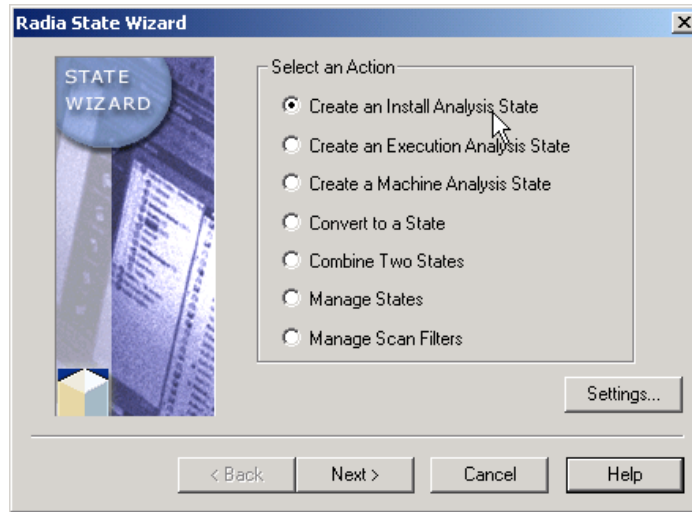 Radia State Wizard
STATE
WIZARD
Select an Action
Create an Install Analysis State
Create an Execution Analysis State
Create a Machine Analysis State
Convert to a State
Combine Two States
Manage States
Manage Scan Filters
Settings...
< Back
Next >
Cancel
Help